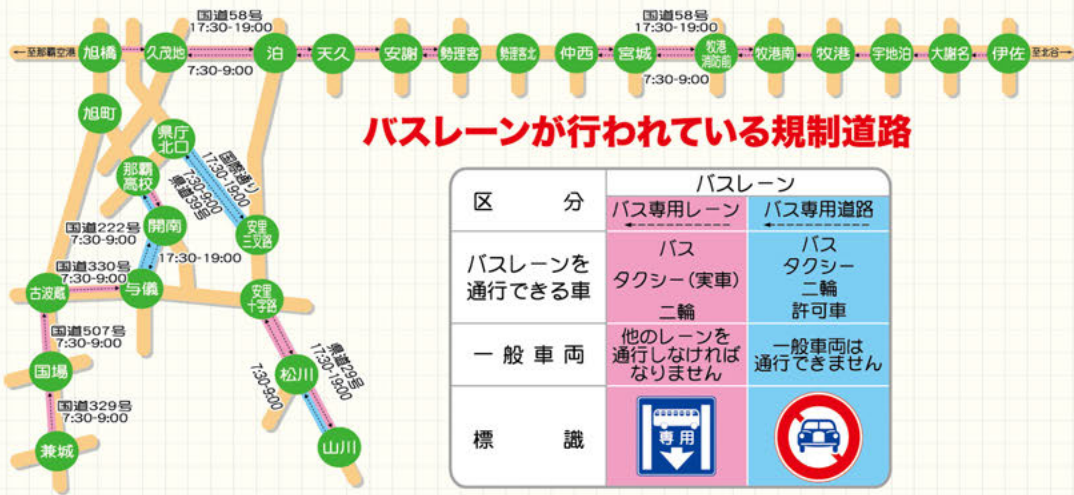 国道58号
17:30-19:00
国道58号
17:30-19:00
←至那覇空港
旭橋
久茂地
泊
天久
安謝
勢理客
勢理客北
仲西
宮城
牧港
消防前
牧港南
牧港
宇地泊
大謝名
伊佐
至北谷→
7:30-9:00
7:30-9:00
旭町
県庁
北口
那覇
高校
国際通り
17:30-19:00
7:30-9:00
県道39号
国道222号
7:30-9:00
開南
安里
三叉路
17:30-19:00
国道330号
7:30-9:00
古波蔵
与儀
安里
十字路
国道507号
7:30-9:00
国場
県道29号
17:30-19:00
7:30-9:00
松川
国道329号
7:30-9:00
兼城
山川
バスレーンが行われている規制道路
区 分
バスレーン
バス専用レーン
バス専用道路
バスレーンを
通行できる車
バス
タクシー(実車)
二輪
バス
タクシー
二輪
許可車
一般車両
他のレーンを
通行しなければ
なりません
一般車両は
通行できません
標 識
専用